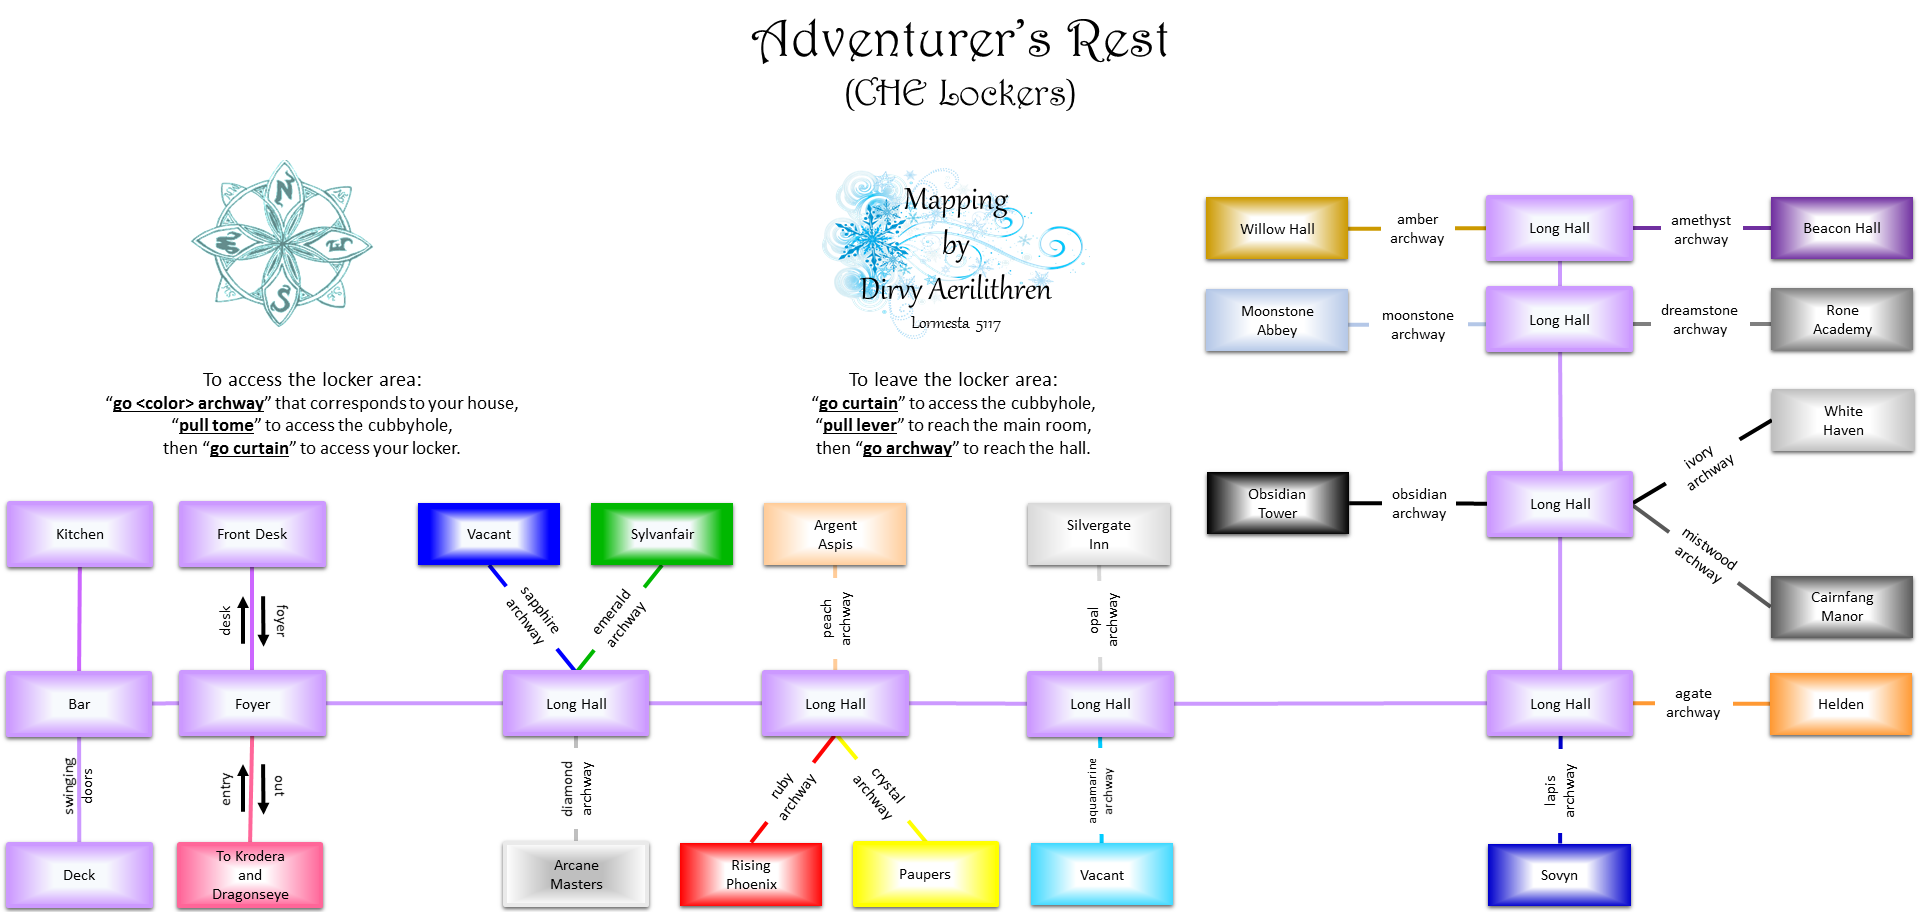 Adventurer's Rest
(CHE Lockers)
N
W
E
S
Mapping
by
Dirvy Aerilithren
Lormesta 5117
To access the locker area:
“go <color> archway” that corresponds to your house,
“pull tome” to access the cubbyhole,
then “go curtain” to access your locker.
To leave the locker area:
“go curtain” to access the cubbyhole,
“pull lever” to reach the main room,
then “go archway” to reach the hall.
Willow Hall
amber
archway
Long Hall
amethyst
archway
Beacon Hall
Moonstone
Abbey
moonstone
archway
Long Hall
dreamstone
archway
Rone
Academy
White
Haven
ivory
archway
Obsidian
Tower
obsidian
archway
Long Hall
mistwood
archway
Cairnfang
Manor
Kitchen
Front Desk
Vacant
Sylvanfair
Argent
Aspis
Silvergate
Inn
desk
foyer
sapphire
archway
emerald
archway
peach
archway
opal
archway
Bar
Foyer
Long Hall
Long Hall
Long Hall
Long Hall
agate
archway
Helden
swinging
doors
entry
out
diamond
archway
ruby
archway
crystal
archway
aquamarine
archway
lapis
archway
Deck
To Krodera
and
Dragonseye
Arcane
Masters
Rising
Phoenix
Paupers
Vacant
Sovyn